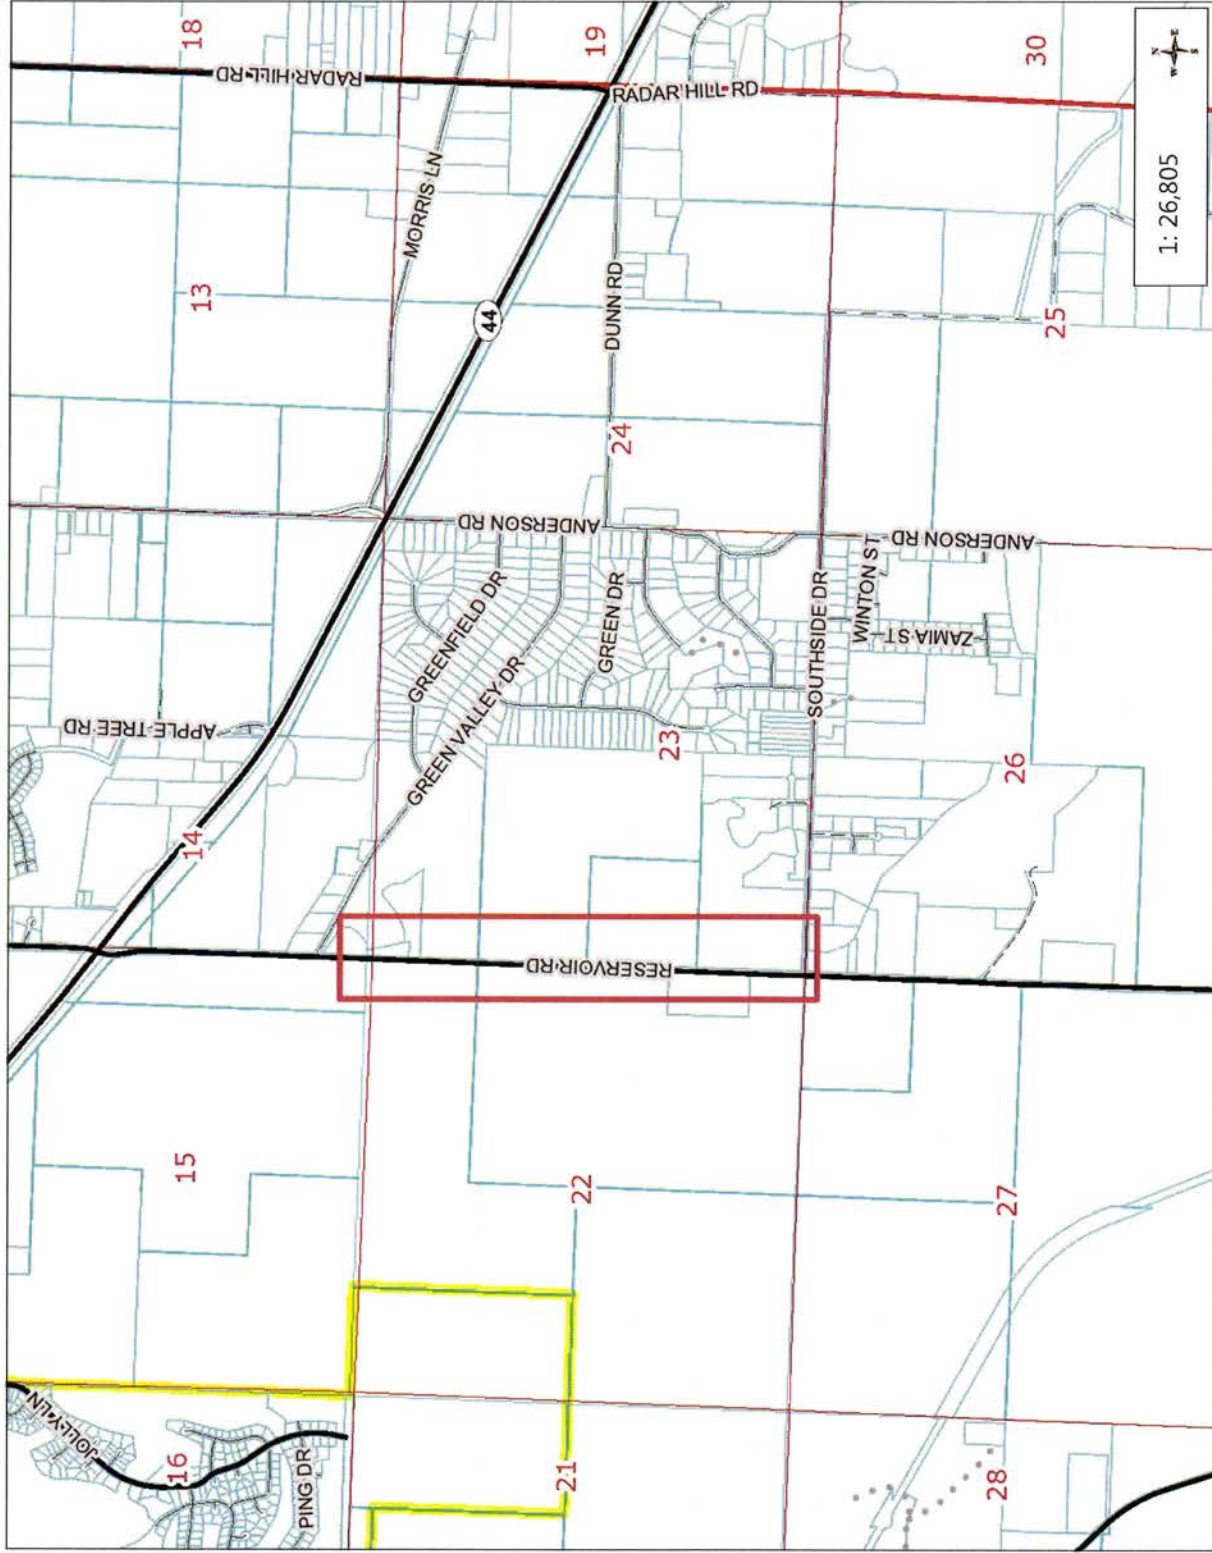 18
RADAR HILL RD
19
RADAR HILL RD
30
MORRIS LN
1: 26,805
N
W
E
S
13
44
DUNN RD
25
24
ANDERSON RD
ANDERSON RD
GREENFIELD DR
GREEN DR
SOUTHSIDE DR
WINTON ST
ZAMIA ST
APPLE TREE RD
GREEN VALLEY DR
23
26
14
RESERVOIR RD
15
22
27
JOLLY LN
16
PING DR
21
28